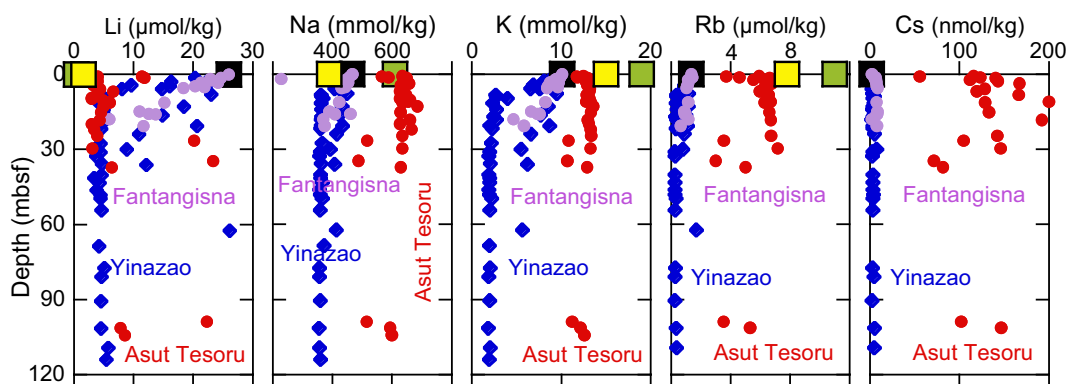 Li (µmol/kg)
0 10 20 30
Na (mmol/kg)
400 600
K (mmol/kg)
0 10 20
Rb (µmol/kg)
0 4 8
Cs (nmol/kg)
0 100 200
Depth (mbsf)
0
30
60
90
120
Fantangisna
Yinazao
Asut Tesoru
Fantangisna
Yinazao
Asut Tesoru
Fantangisna
Yinazao
Asut Tesoru
Fantangisna
Yinazao
Asut Tesoru
Fantangisna
Yinazao
Asut Tesoru